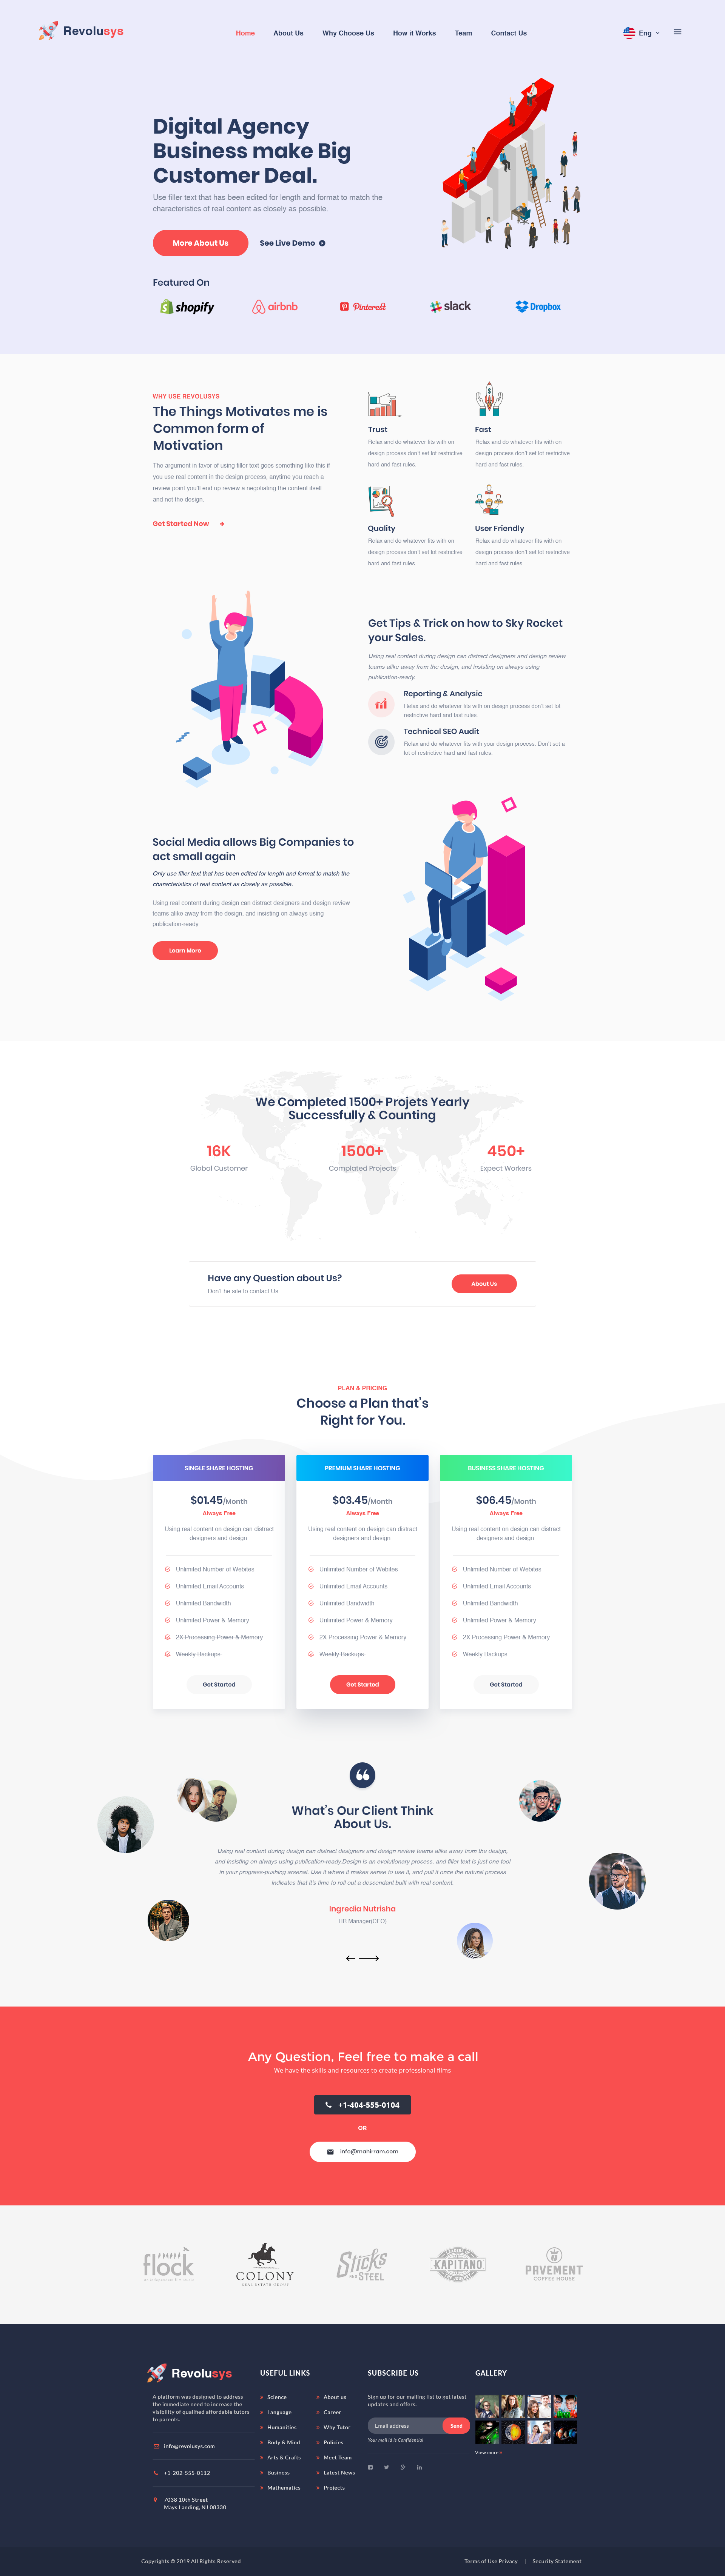 Revolusys
Home
About Us
Why Choose Us
How it Works
Team
Contact Us
Eng
Digital Agency
Business make Big
Customer Deal.
Use filler text that has been edited for length and format to match the
characteristics of real content as closely as possible.
More About Us
See Live Demo
Featured On
shopify
airbnb
Pinterest
slack
Dropbox
WHY USE REVOLUSYS
The Things Motivates me is
Common form of
Motivation
The argument in favor of using filler text goes something like this if
you use real content in the design process, anytime you reach a
review point you'll end up review a negotiating the content itself
and not the design.
Get Started Now
Trust
Relax and do whatever fits with on
design process don't set lot restrictive
hard and fast rules.
Fast
Relax and do whatever fits with on
design process don't set lot restrictive
hard and fast rules.
Quality
Relax and do whatever fits with on
design process don't set lot restrictive
hard and fast rules.
User Friendly
Relax and do whatever fits with on
design process don't set lot restrictive
hard and fast rules.
Get Tips & Trick on how to Sky Rocket
your Sales.
Using real content during design can distract designers and design review
teams alike away from the design, and insisting on always using
publication-ready.
Reporting & Analysic
Relax and do whatever fits with on design process don't set lot
restrictive hard and fast rules.
Technical SEO Audit
Relax and do whatever fits with your design process. Don't set a
lot of restrictive hard-and-fast rules.
Social Media allows Big Companies to
act small again
Only use filler text that has been edited for length and format to match the
characteristics of real content as closely as possible.
Using real content during design can distract designers and design review
teams alike away from the design, and insisting on always using
publication-ready.
Learn More
We Completed 1500+ Projets Yearly
Successfully & Counting
16K
Global Customer
1500+
Complated Projects
450+
Expect Workers
Have any Question about Us?
Don't he site to contact Us.
About Us
PLAN & PRICING
Choose a Plan that's
Right for You.
SINGLE SHARE HOSTING
$01.45/Month
Always Free
Using real content on design can distract
designers and design.
Unlimited Number of Webites
Unlimited Email Accounts
Unlimited Bandwidth
Unlimited Power & Memory
2X Processing Power & Memory
Weekly Backups
Get Started
PREMIUM SHARE HOSTING
$03.45/Month
Always Free
Using real content on design can distract
designers and design.
Unlimited Number of Webites
Unlimited Email Accounts
Unlimited Bandwidth
Unlimited Power & Memory
2X Processing Power & Memory
Weekly Backups
Get Started
BUSINESS SHARE HOSTING
$06.45/Month
Always Free
Using real content on design can distract
designers and design.
Unlimited Number of Webites
Unlimited Email Accounts
Unlimited Bandwidth
Unlimited Power & Memory
2X Processing Power & Memory
Weekly Backups
Get Started
What's Our Client Think
About Us.
Using real content during design can distract designers and design review teams alike away from the design,
and insisting on always using publication-ready.Design is an evolutionary process, and filler text is just one tool
in your progress-pushing arsenal. Use it where it makes sense to use it, and pull it once the natural process
indicates that it's time to roll out a descendant built with real content.
Ingredia Nutrisha
HR Manager(CEO)
Any Question, Feel free to make a call
We have the skills and resources to create professional films
+1-404-555-0104
OR
info@mahirram.com
flock
COLONY
REAL ESTATE GROUP
Sticks
AND STEEL
KAPITANO
PAVEMENT
COFFEE HOUSE
Revolusys
A platform was designed to address
the immediate need to increase the
visibility of qualified affordable tutors
to parents.
info@revolusys.com
+1-202-555-0112
7038 10th Street
Mays Landing, NJ 08330
USEFUL LINKS
Science
Language
Humanities
Body & Mind
Arts & Crafts
Business
Mathematics
About us
Career
Why Tutor
Policies
Meet Team
Latest News
Projects
SUBSCRIBE US
Sign up for our mailing list to get latest
updates and offers.
Email address
Send
Your mail id is Confidential
GALLERY
View more >
Copyrights © 2019 All Rights Reserved
Terms of Use Privacy | Security Statement